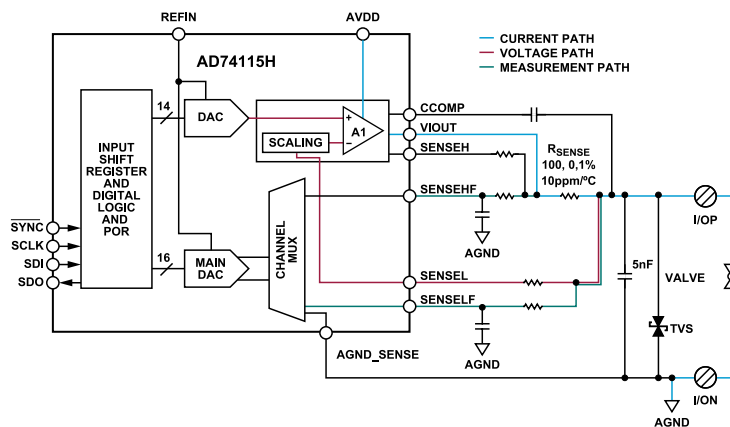 REFIN
AVDD
AD74115H
CURRENT PATH
VOLTAGE PATH
MEASUREMENT PATH
14
DAC
+
A1
−
SCALING
CCOMP
VIOUT
SENSEH
RSENSE
100, 0,1%
10ppm/ºC
INPUT
SHIFT
REGISTER
AND
DIGITAL
LOGIC
AND
POR
SYNC
SCLK
SDI
SDO
SENSEHF
AGND
I/OP
CHANNEL
MUX
16
MAIN
DAC
SENSEL
5nF
VALVE
SENSELF
AGND
TVS
AGND_SENSE
AGND
I/ON